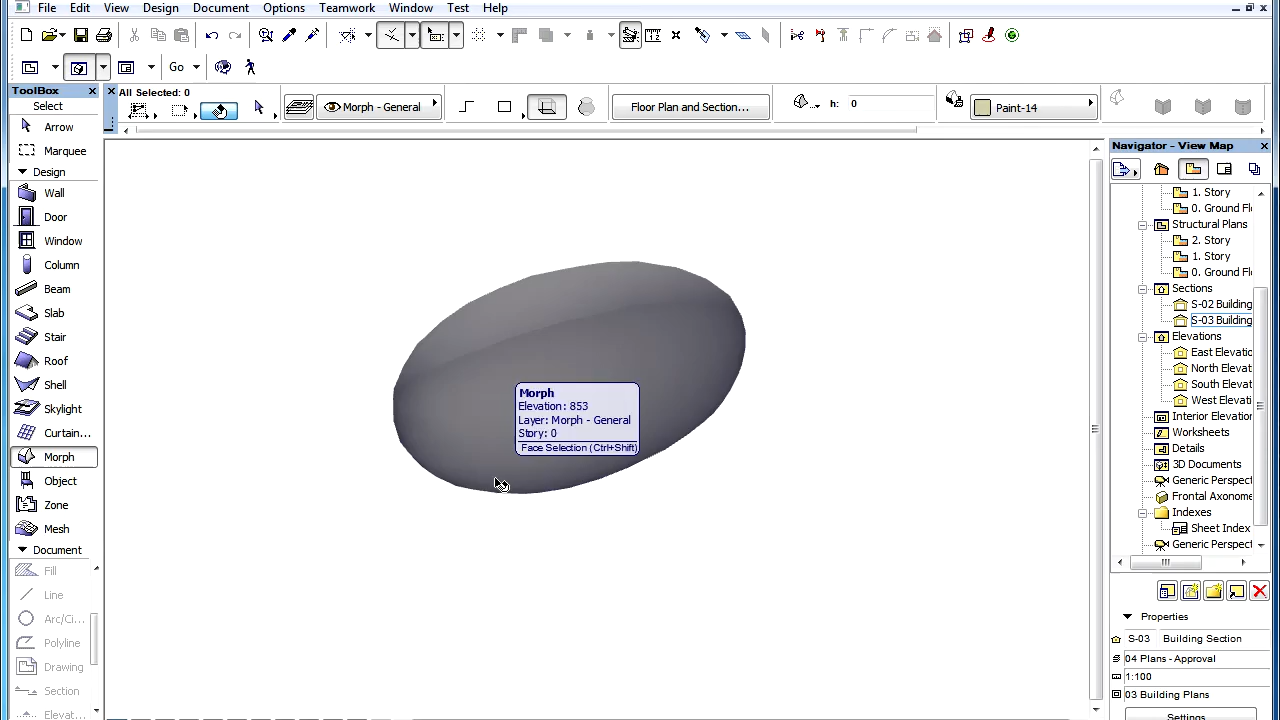 File Edit View Design Document Options Teamwork Window Test Help
Go
ToolBox
All Selected: 0
Select
Morph - General
Floor Plan and Section...
h: 0
Paint-14
Arrow
Marquee
Design
Wall
Door
Window
Column
Beam
Slab
Stair
Roof
Shell
Skylight
Curtain...
Morph
Object
Zone
Mesh
Document
Fill
Line
Arc/Ci...
Polyline
Drawing
Section
Elevat...
Morph
Elevation: 853
Layer: Morph - General
Story: 0
Face Selection (Ctrl+Shift)
Navigator - View Map
1. Story
0. Ground Fl
Structural Plans
2. Story
1. Story
0. Ground Fl
Sections
S-02 Building
S-03 Building
Elevations
East Elevatio
North Elevat
South Elevat
West Elevati
Interior Elevation
Worksheets
Details
3D Documents
Generic Perspect
Frontal Axonome
Indexes
Sheet Index
Generic Perspect
Properties
S-03 Building Section
04 Plans - Approval
1:100
03 Building Plans
Settings